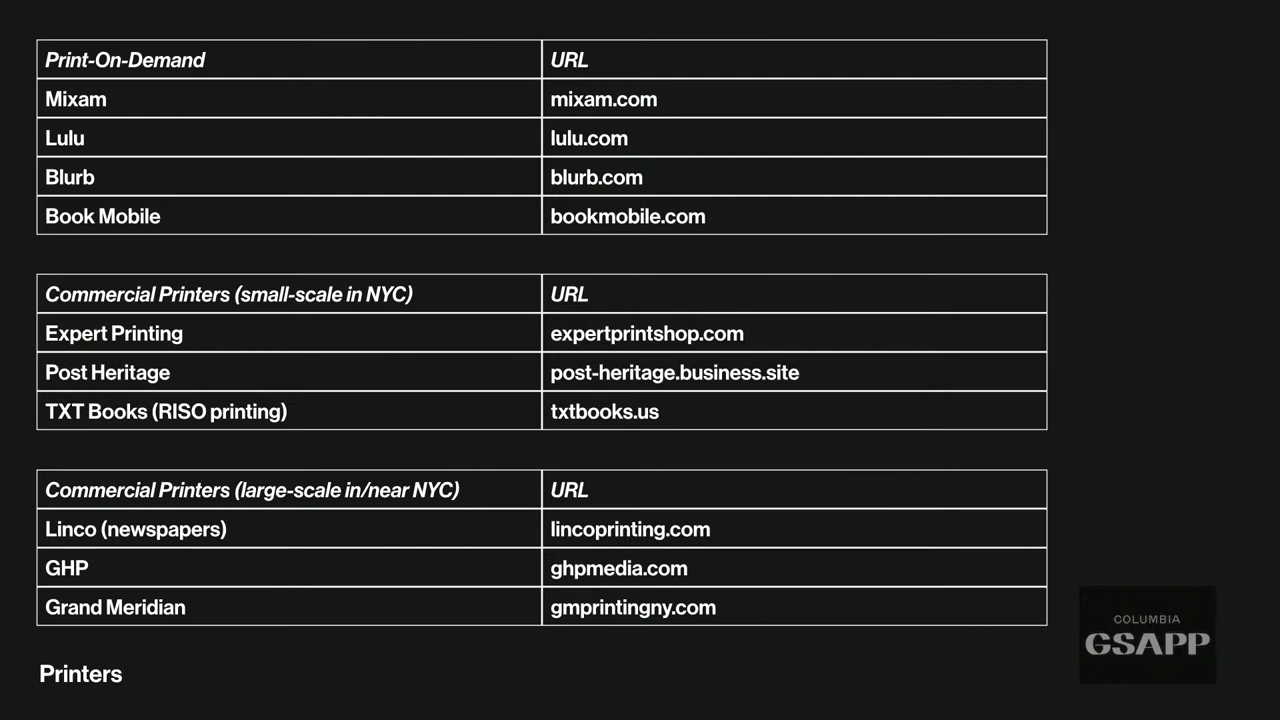 Print-On-Demand URL
Mixam mixam.com
Lulu lulu.com
Blurb blurb.com
Book Mobile bookmobile.com
Commercial Printers (small-scale in NYC) URL
Expert Printing expertprintshop.com
Post Heritage post-heritage.business.site
TXT Books (RISO printing) txtbooks.us
Commercial Printers (large-scale in/near NYC) URL
Linco (newspapers) lincoprinting.com
GHP ghpmedia.com
Grand Meridian gmprintingny.com
Printers
COLUMBIA
GSAPP